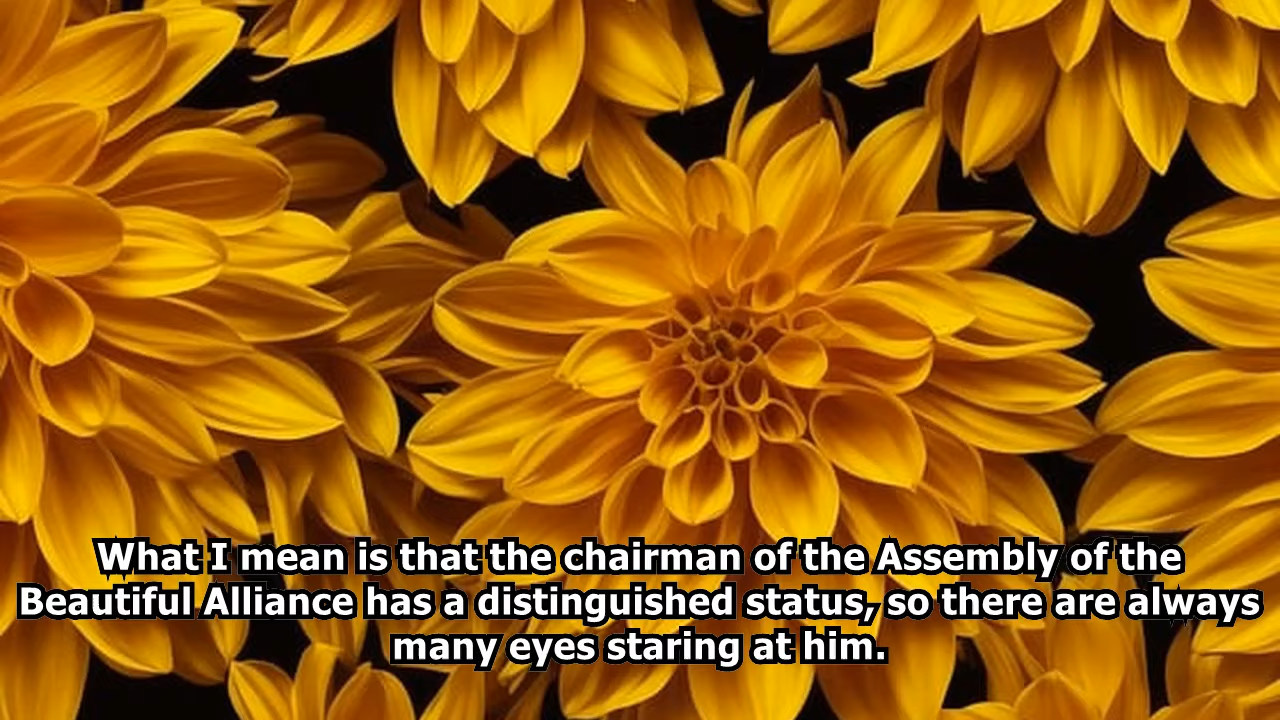 What I mean is that the chairman of the Assembly of the
Beautiful Alliance has a distinguished status, so there are always
many eyes staring at him.